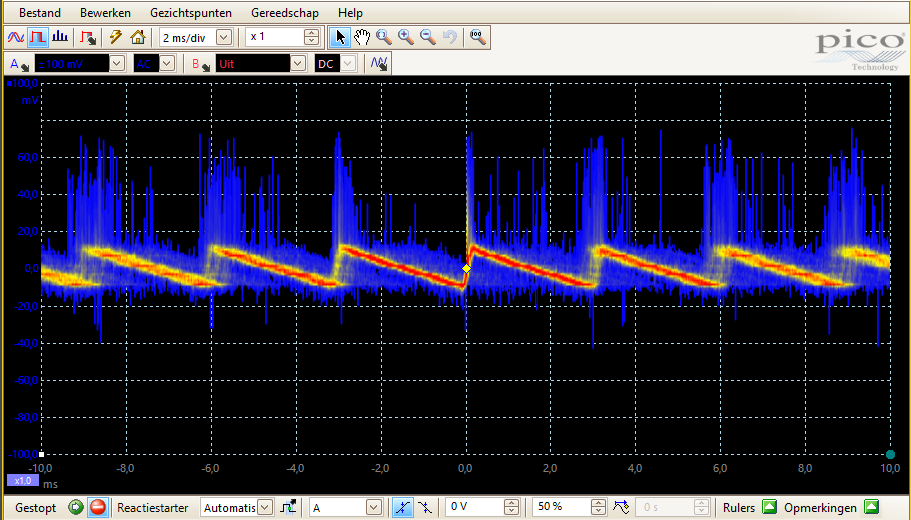 Bestand Bewerken Gezichtspunten Gereedschap Help
2 ms/div x 1
pico
Technology
A ±100 mV AC B Uit DC
±100,0
mV
60,0
40,0
20,0
0,0
-20,0
-40,0
-60,0
-80,0
-100,0
-10,0 -8,0 -6,0 -4,0 -2,0 0,0 2,0 4,0 6,0 8,0 10,0
x1,0 ms
Gestopt Reactiestarter Automatis A 0 V 50 % 0 s Rulers Opmerkingen